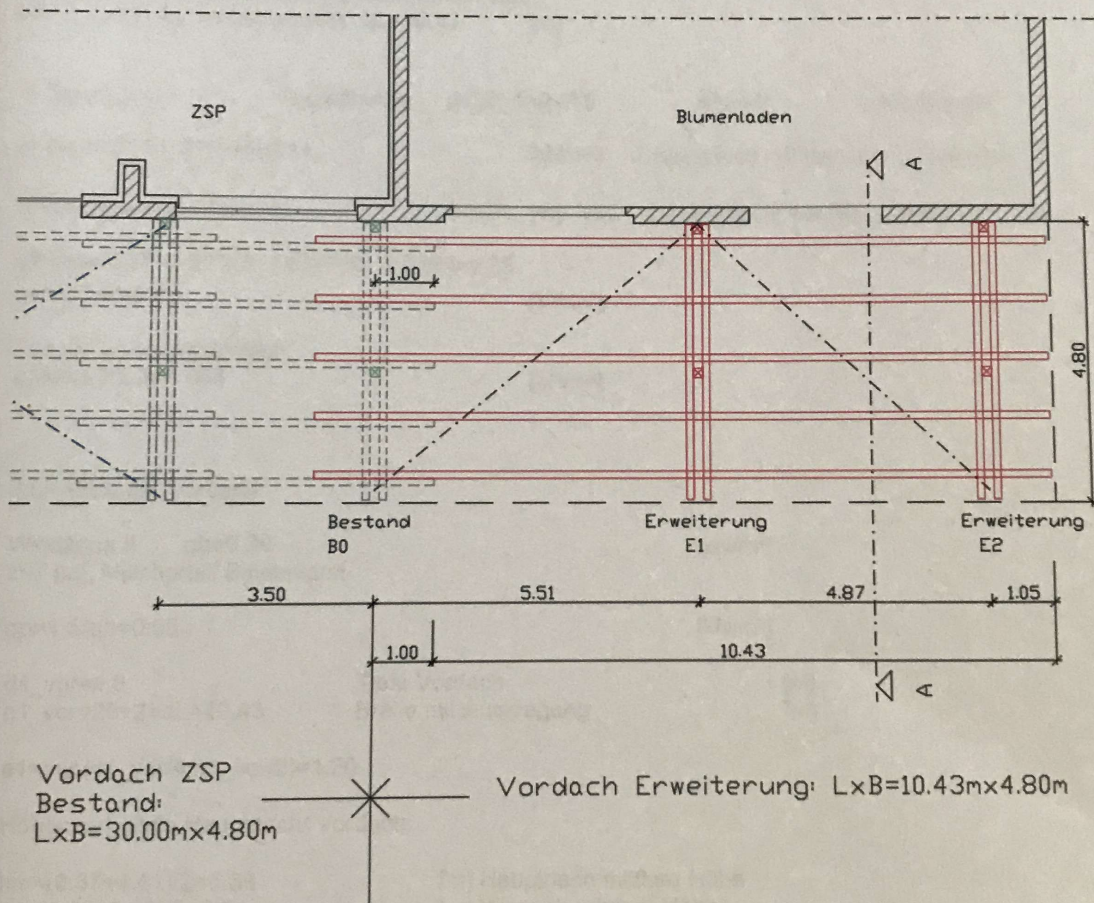 ZSP
Blumenladen
A
1.00
4.80
Bestand
B0
Erweiterung
E1
Erweiterung
E2
3.50
5.51
4.87
1.05
1.00
10.43
A
Vordach ZSP
Bestand:
LxB=30.00mx4.80m
Vordach Erweiterung: LxB=10.43mx4.80m